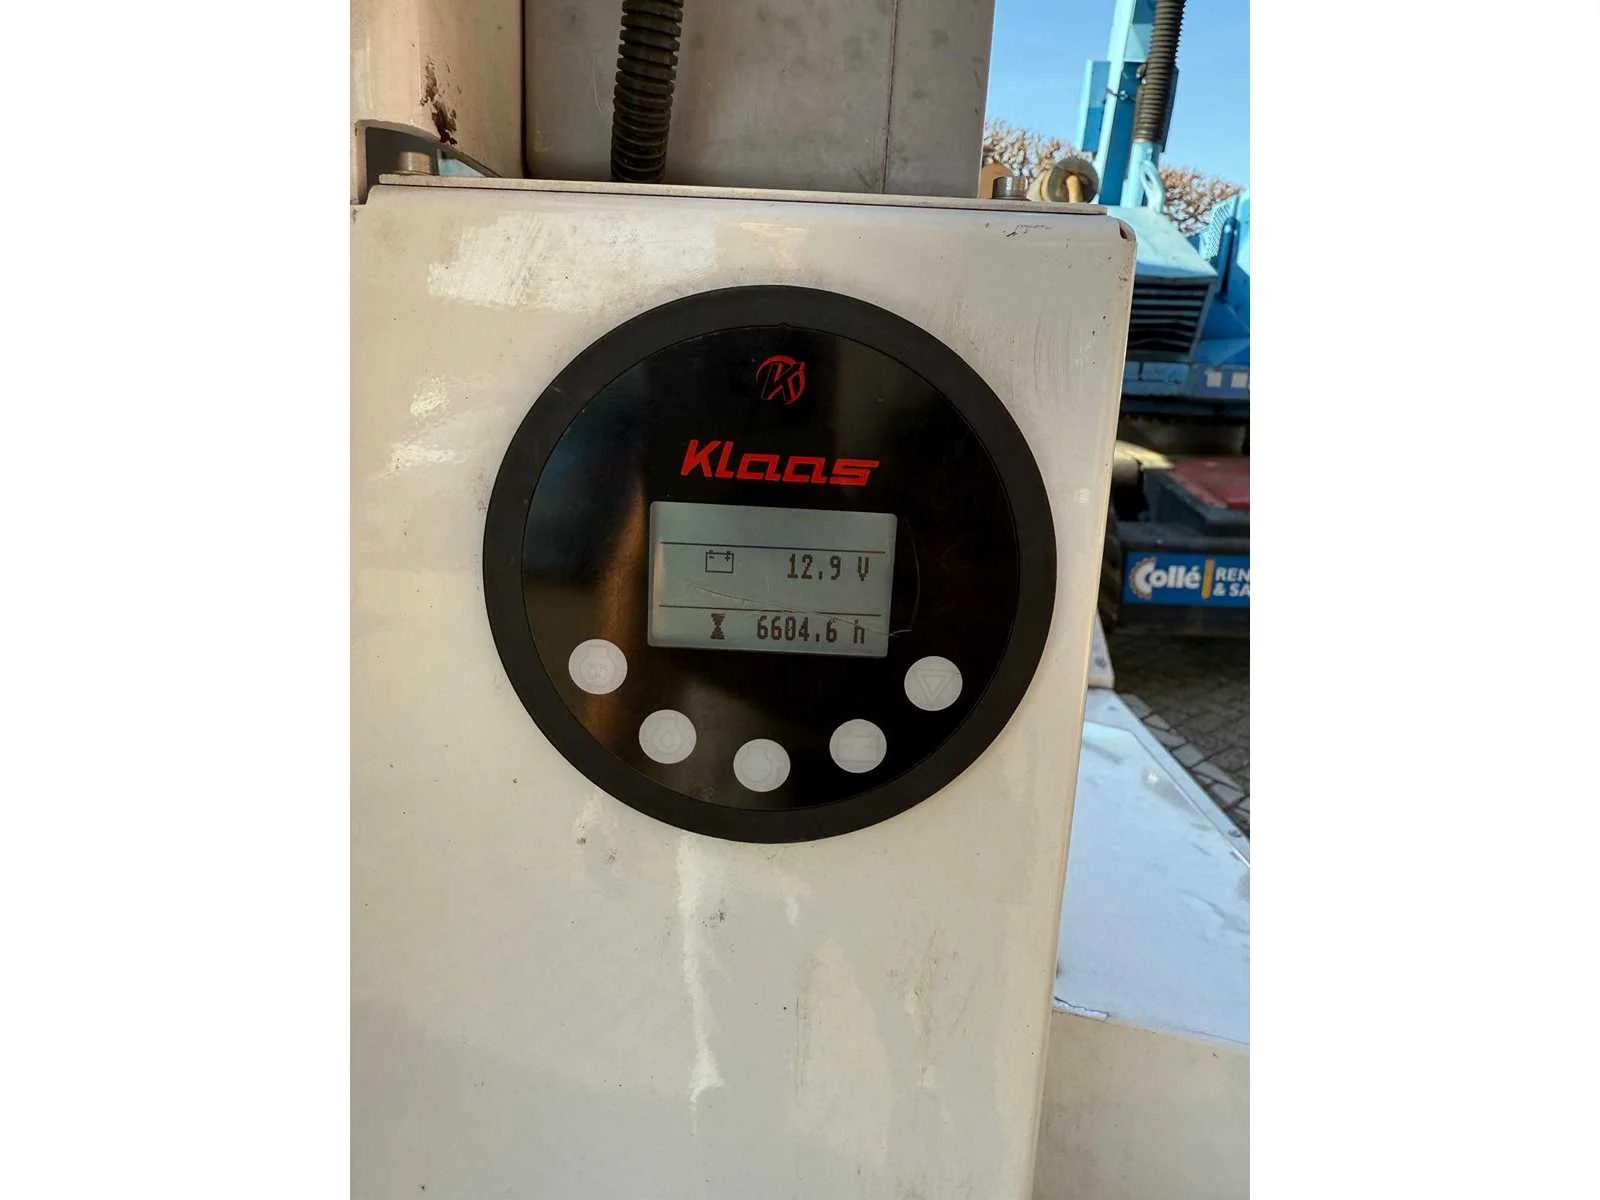 K
Klaas
12.9 V
6604.6 h
Collé
REN
& SA